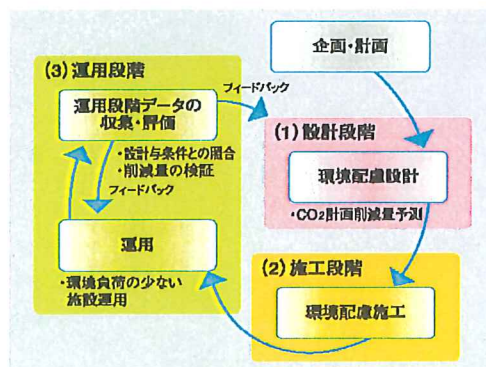 企画・計画
(3)運用段階
フィードバック
運用段階データの
収集・評価
・設計与条件との照合
・削減量の検証
フィードバック
運用
・環境負荷の少ない
施設運用
(1)設計段階
環境配慮設計
・CO2計画削減量予測
(2)施工段階
環境配慮施工